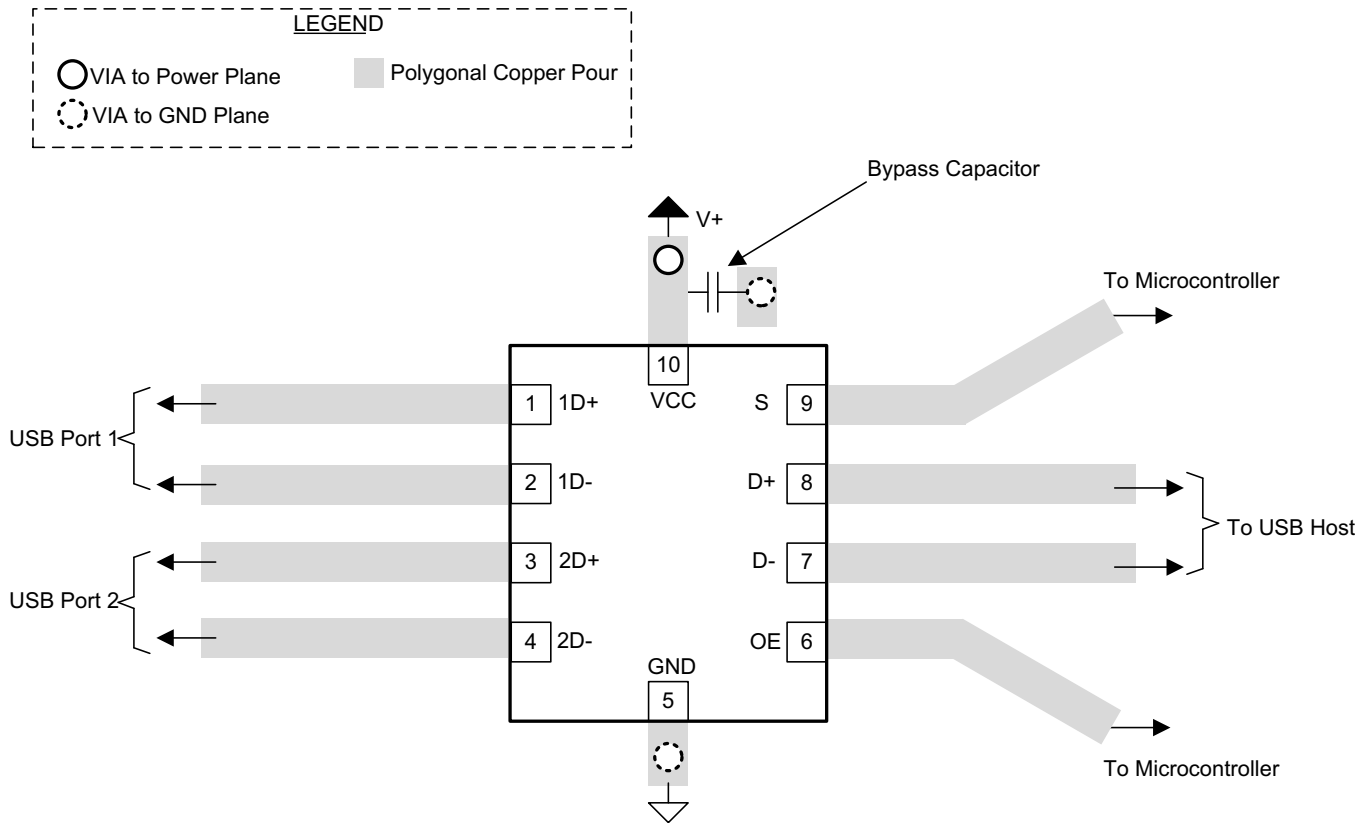 LEGEND
VIA to Power Plane
Polygonal Copper Pour
VIA to GND Plane
Bypass Capacitor
V+
To Microcontroller
10
VCC
1
1D+
S
9
USB Port 1
2
1D-
D+
8
To USB Host
3
2D+
D-
7
USB Port 2
4
2D-
OE
6
GND
5
To Microcontroller